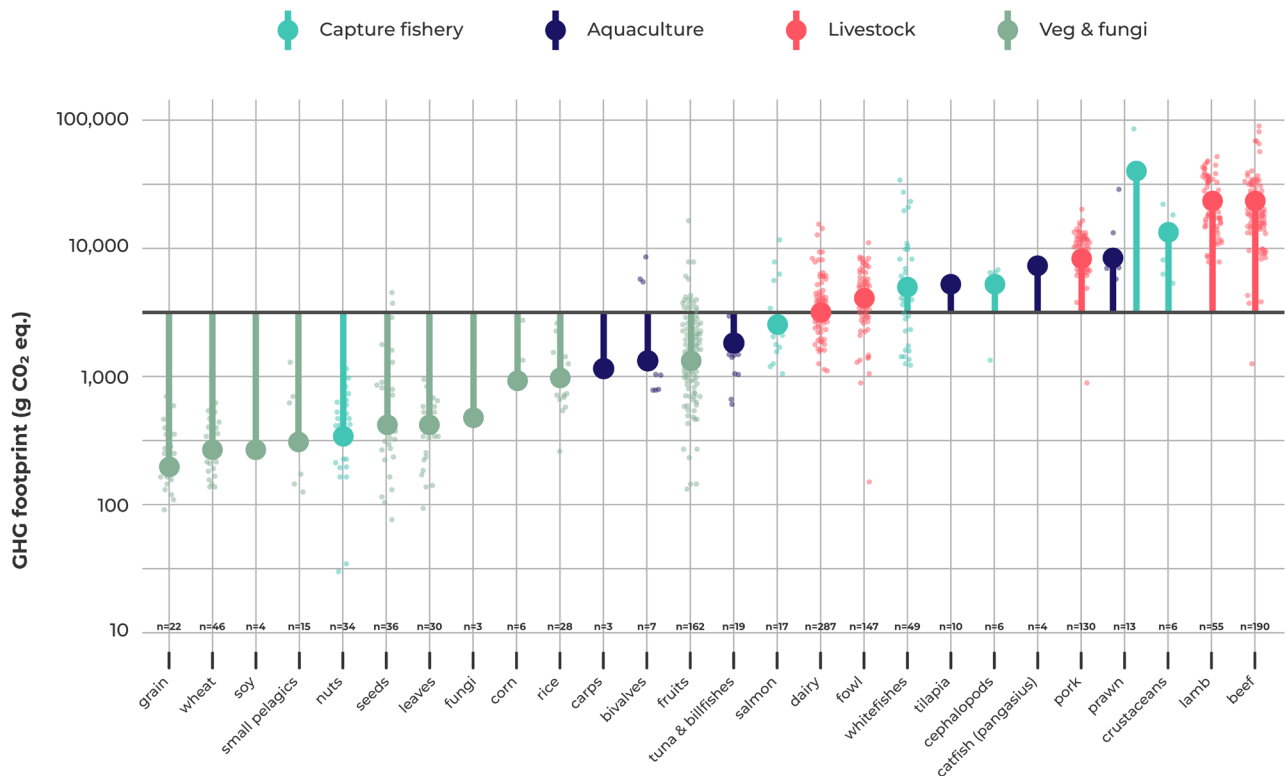 Capture fishery
Aquaculture
Livestock
Veg & fungi
GHG footprint (g CO₂ eq.)
100,000
10,000
1,000
100
10
n=22 n=46 n=4 n=15 n=34 n=36 n=30 n=3 n=6 n=28 n=3 n=7 n=162 n=19 n=17 n=287 n=147 n=49 n=10 n=6 n=4 n=130 n=13 n=6 n=55 n=190
grain
wheat
soy
small pelagics
nuts
seeds
leaves
fungi
corn
rice
carps
bivalves
fruits
tuna & billfishes
salmon
dairy
fowl
whitefishes
tilapia
cephalopods
catfish (pangasius)
pork
prawn
crustaceans
lamb
beef